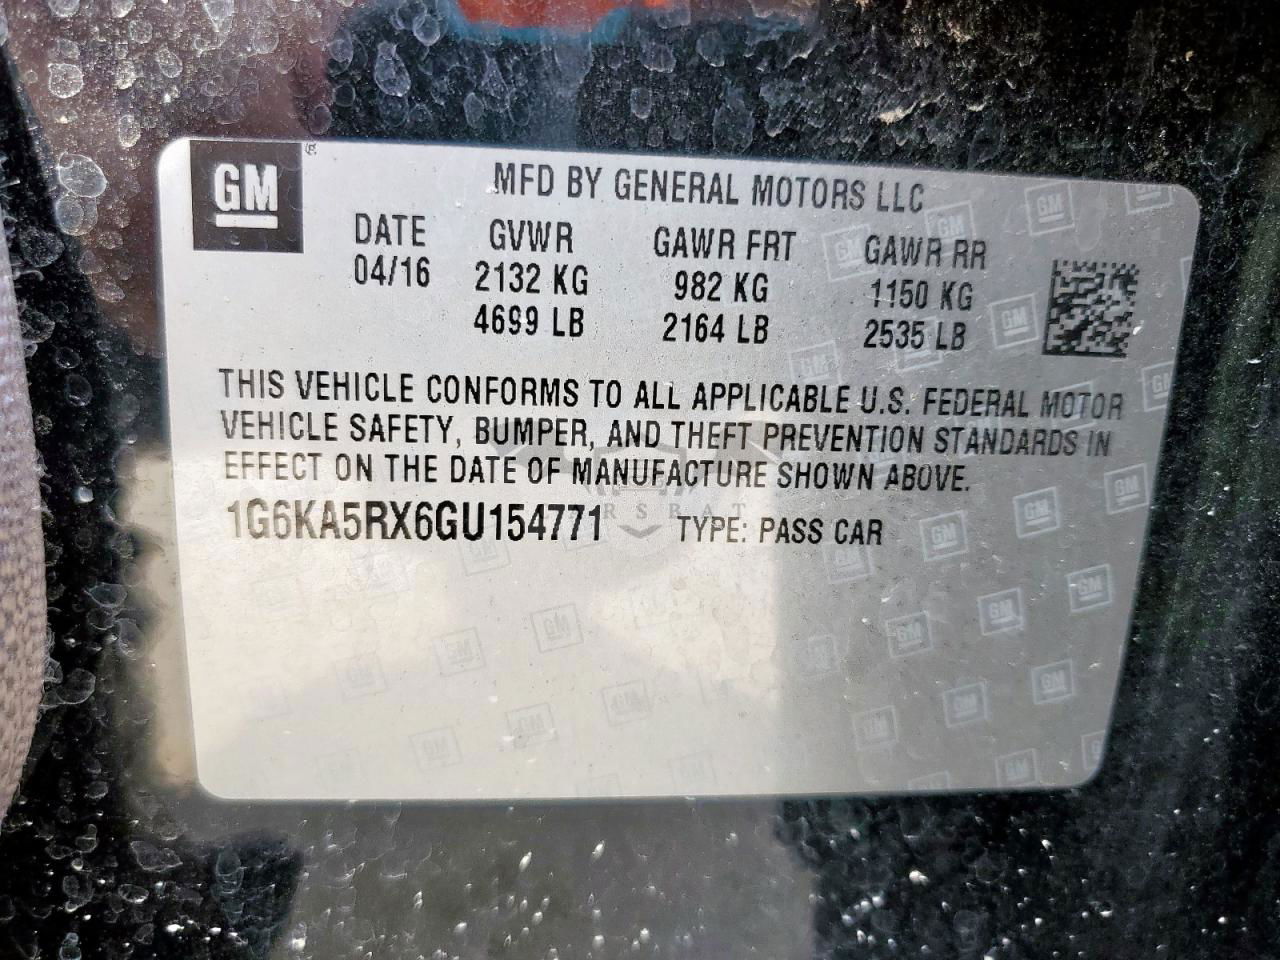 GM ®
MFD BY GENERAL MOTORS LLC
DATE GVWR GAWR FRT GAWR RR
04/16 2132 KG 982 KG 1150 KG
4699 LB 2164 LB 2535 LB
THIS VEHICLE CONFORMS TO ALL APPLICABLE U.S. FEDERAL MOTOR
VEHICLE SAFETY, BUMPER, AND THEFT PREVENTION STANDARDS IN
EFFECT ON THE DATE OF MANUFACTURE SHOWN ABOVE.
1G6KA5RX6GU154771 TYPE: PASS CAR